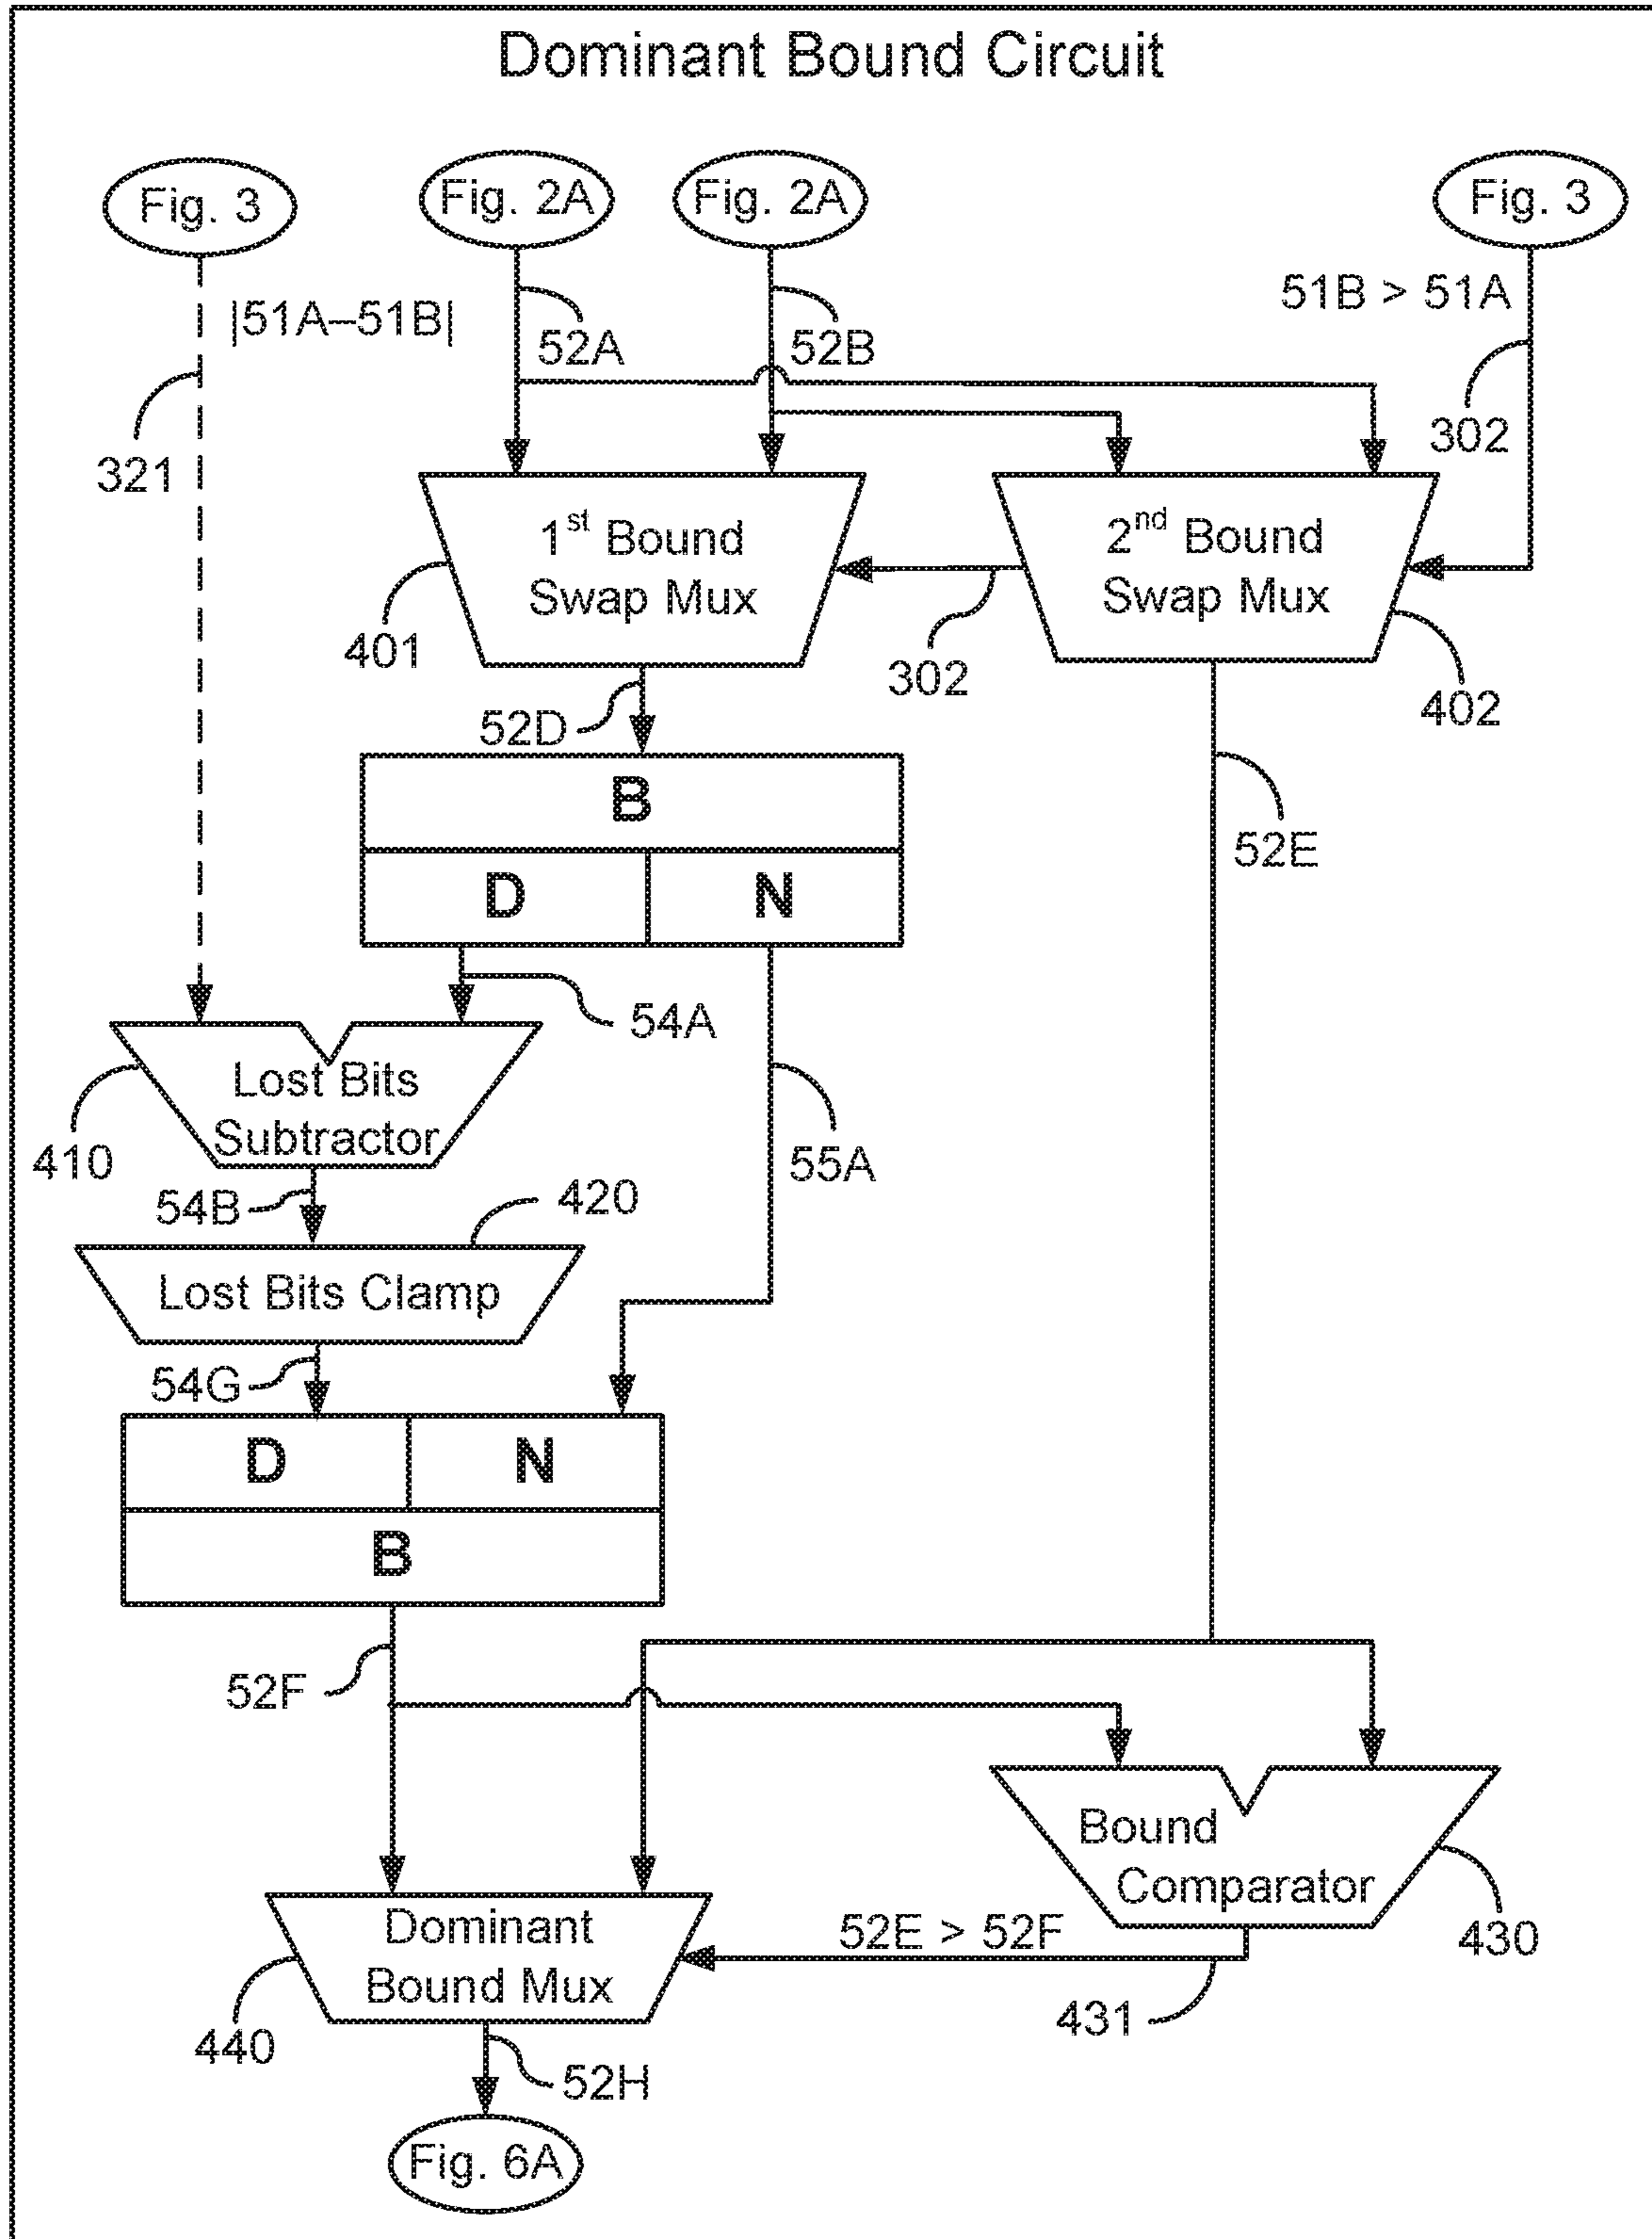 Dominant Bound Circuit
Fig. 3
Fig. 2A
Fig. 2A
Fig. 3
|51A–51B|
52A
52B
51B > 51A
321
302
1st Bound
Swap Mux
2nd Bound
Swap Mux
401
302
402
52D
B
52E
D
N
54A
Lost Bits
Subtractor
410
55A
54B
420
Lost Bits Clamp
54G
D
N
B
52F
Bound
Comparator
Dominant
Bound Mux
52E > 52F
430
440
431
52H
Fig. 6A